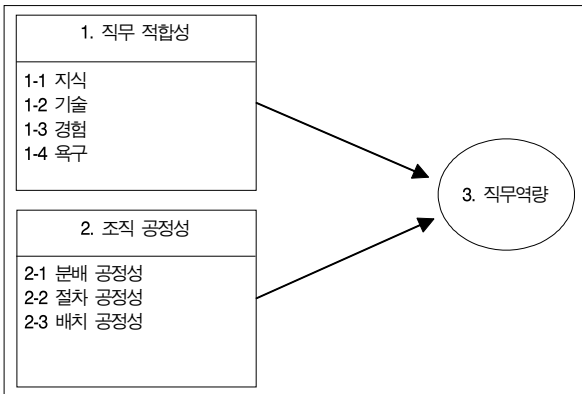 1. 직무 적합성
1-1 지식
1-2 기술
1-3 경험
1-4 욕구
2. 조직 공정성
2-1 분배 공정성
2-2 절차 공정성
2-3 배치 공정성
3. 직무역량